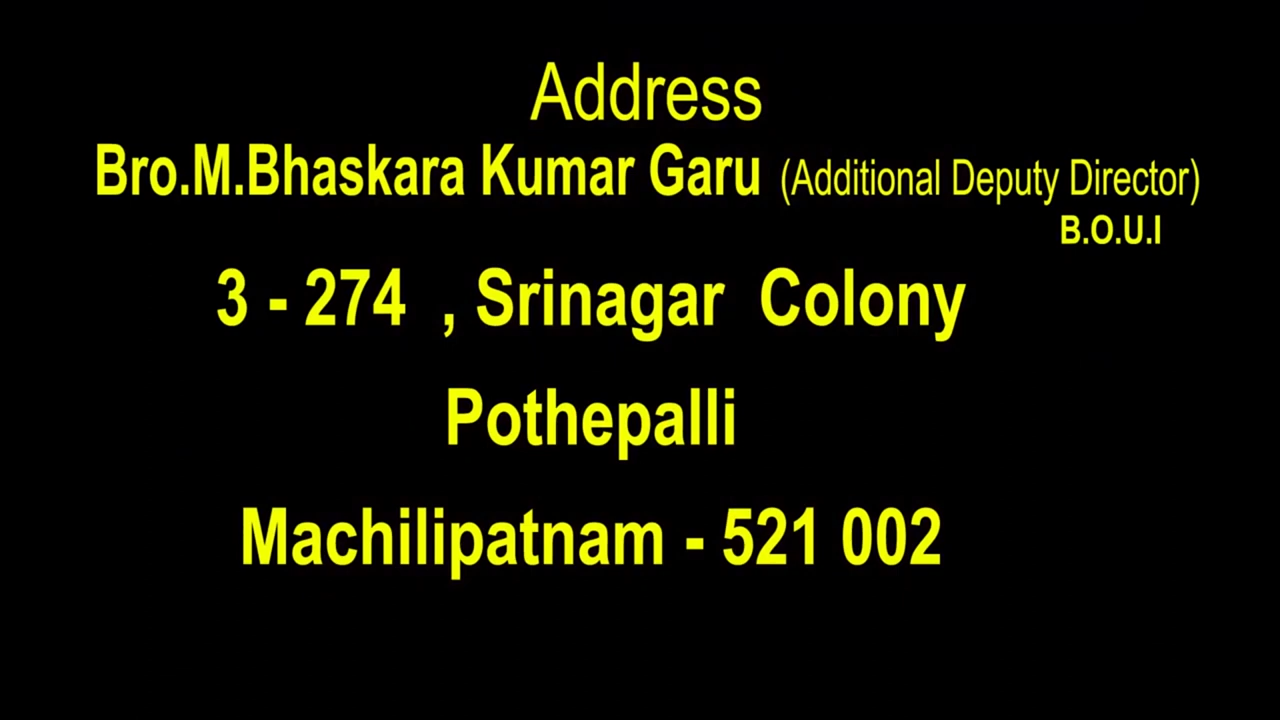 Address
Bro.M.Bhaskara Kumar Garu (Additional Deputy Director)
B.O.U.I
3 - 274 , Srinagar Colony
Pothepalli
Machilipatnam - 521 002